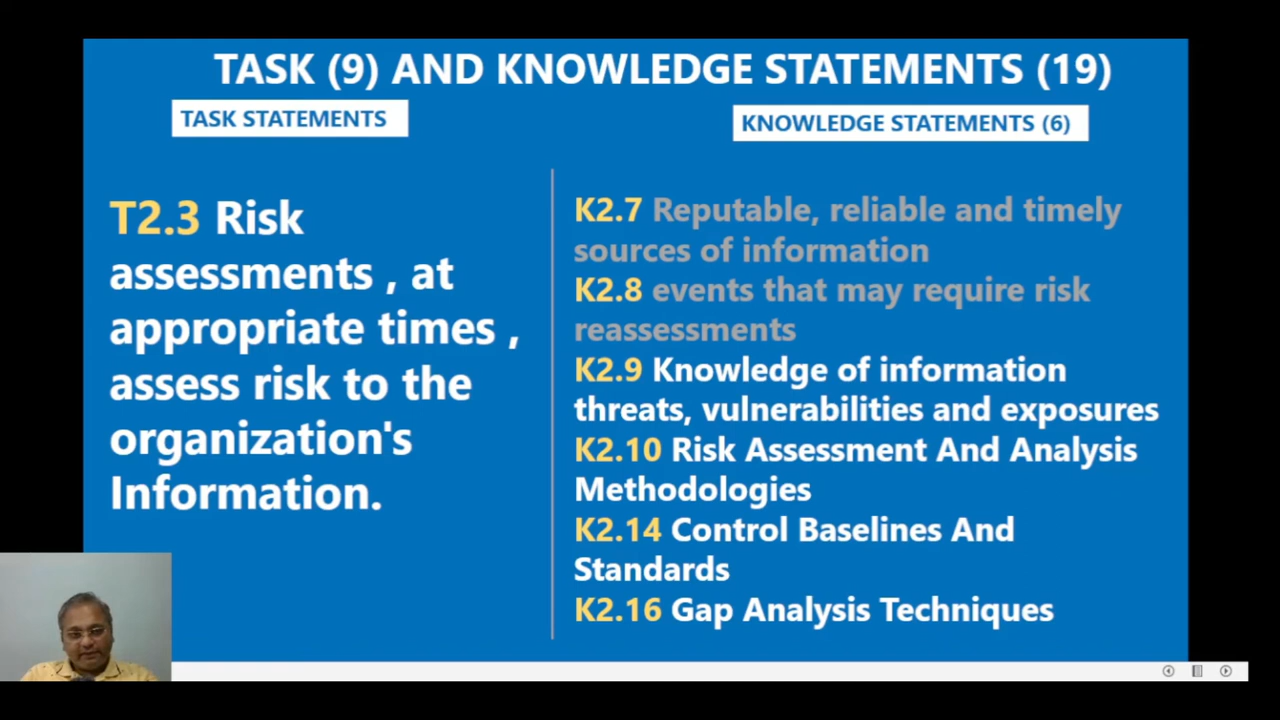 TASK (9) AND KNOWLEDGE STATEMENTS (19)
TASK STATEMENTS
KNOWLEDGE STATEMENTS (6)
T2.3 Risk
assessments , at
appropriate times ,
assess risk to the
organization's
Information.
K2.7 Reputable, reliable and timely
sources of information
K2.8 events that may require risk
reassessments
K2.9 Knowledge of information
threats, vulnerabilities and exposures
K2.10 Risk Assessment And Analysis
Methodologies
K2.14 Control Baselines And
Standards
K2.16 Gap Analysis Techniques